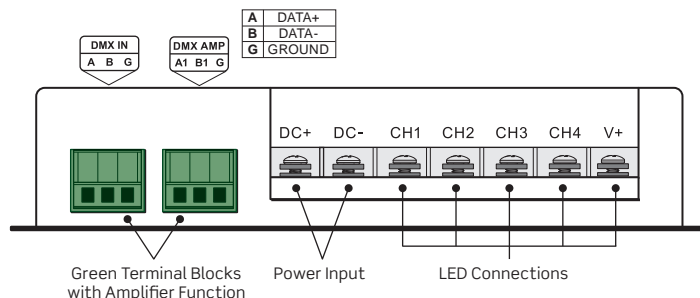 A DATA+
B DATA-
G GROUND
DMX IN
A B G
DMX AMP
A1 B1 G
DC+ DC- CH1 CH2 CH3 CH4 V+
Green Terminal Blocks
with Amplifier Function
Power Input
LED Connections